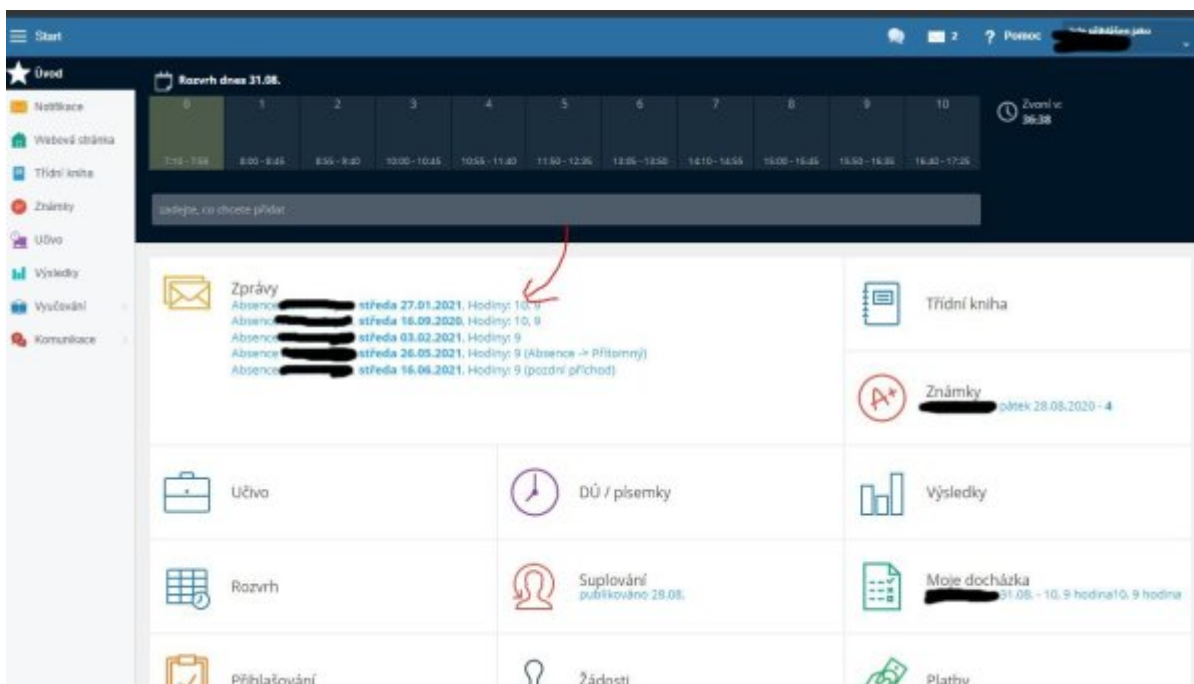 Start
2
? Pomoc
jako
Úvod
Rozvrh dnes 31.08.
0 1 2 3 4 5 6 7 8 9 10
7:10 - 7:55 8:00 - 8:45 8:55 - 9:40 10:00 - 10:45 10:55 - 11:40 11:50 - 12:35 13:05 - 13:50 14:10 - 14:55 15:00 - 15:45 15:50 - 16:35 16:40 - 17:25
Zvoní v:
36:38
zadejte, co chcete přidat
Notifikace
Webová stránka
Třídní kniha
Známky
Učivo
Výsledky
Vyučování
Komunikace
Zprávy
Absence středa 27.01.2021, Hodiny: 10, 9
Absence středa 16.09.2020, Hodiny: 10, 9
Absence středa 03.02.2021, Hodiny: 9
Absence středa 26.05.2021, Hodiny: 9 (Absence -> Přítomný)
Absence středa 16.06.2021, Hodiny: 9 (pozdní příchod)
Třídní kniha
A+
Známky
pátek 28.08.2020 - 4
Učivo
DÚ / písemky
Výsledky
Rozvrh
Suplování
publikováno 28.08.
Moje docházka
31.08. - 10. 9 hodina10. 9 hodina
Přihlašování
Žádosti
Platby